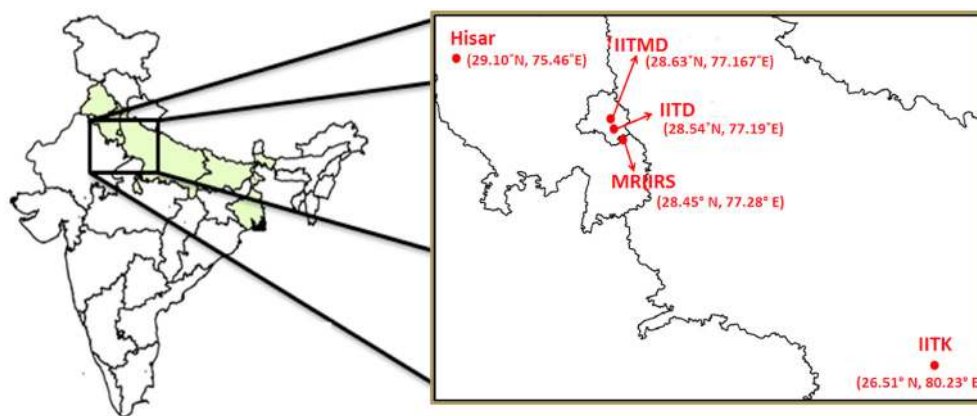 Hisar
(29.10°N, 75.46°E)
IITMD
(28.63°N, 77.167°E)
IITD
(28.54°N, 77.19°E)
MRIIRS
(28.45° N, 77.28° E)
IITK
(26.51° N, 80.23° E